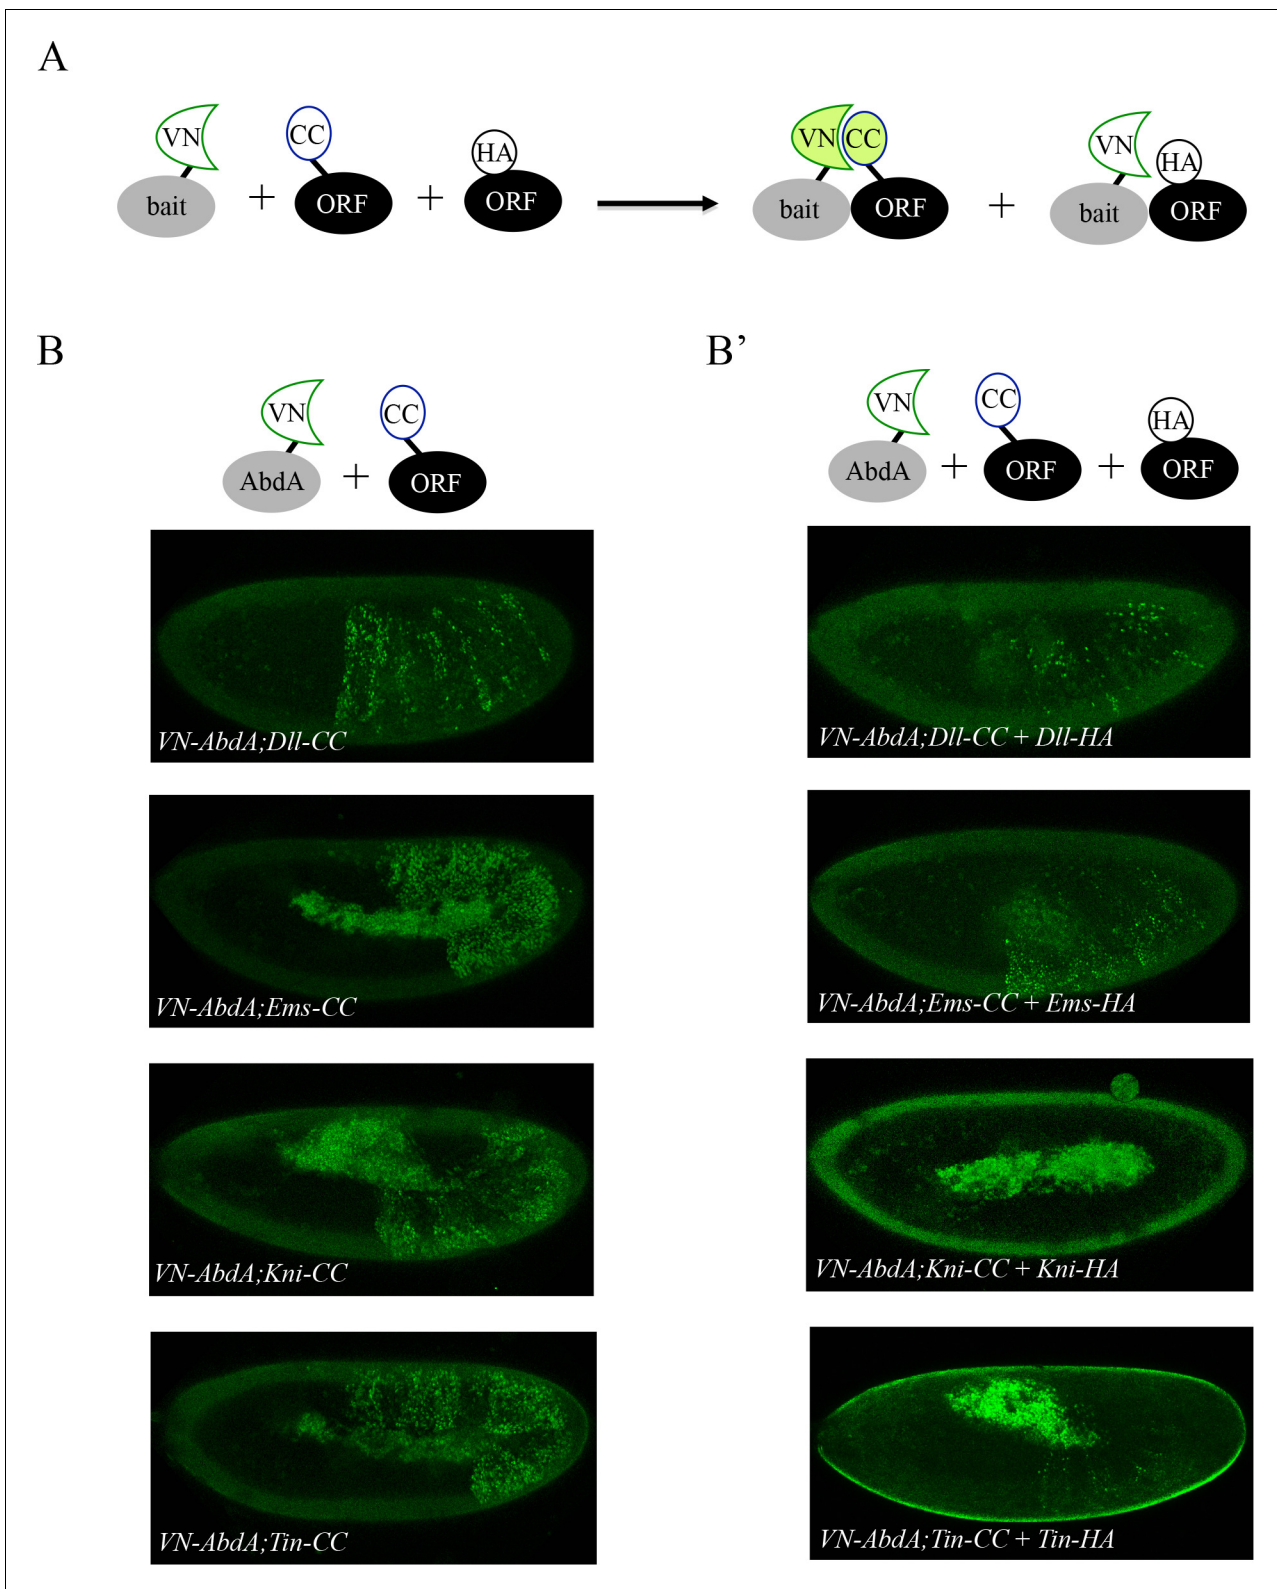 A
VN CC HA VN CC VN HA
bait + ORF + ORF bait ORF + bait ORF
B B’
VN CC VN CC HA
AbdA + ORF AbdA + ORF + ORF
VN-AbdA;Dll-CC VN-AbdA;Dll-CC + Dll-HA
VN-AbdA;Ems-CC VN-AbdA;Ems-CC + Ems-HA
VN-AbdA;Kni-CC VN-AbdA;Kni-CC + Kni-HA
VN-AbdA;Tin-CC VN-AbdA;Tin-CC + Tin-HA